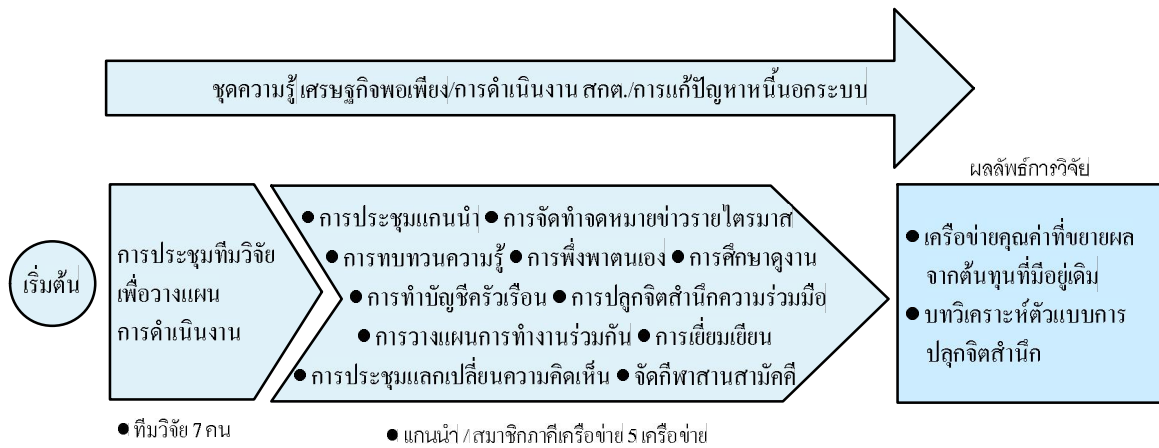 ชุดความรู้ เศรษฐกิจพอเพียง/การดำเนินงาน สกต./การแก้ปัญหาหนี้นอกระบบ
ผลลัพธ์การวิจัย
เริ่มต้น
การประชุมทีมวิจัย
เพื่อวางแผน
การดำเนินงาน
● การประชุมแกนนำ ● การจัดทำจดหมายข่าวรายไตรมาส
● การทบทวนความรู้ ● การพึ่งพาตนเอง ● การศึกษาดูงาน
● การทำบัญชีครัวเรือน ● การปลูกจิตสำนึกความร่วมมือ
● การวางแผนการทำงานร่วมกัน ● การเยี่ยมเยียน
● การประชุมแลกเปลี่ยนความคิดเห็น ● จัดกีฬาสานสามัคคี
● เครือข่ายคุณค่าที่ขยายผล
จากต้นทุนที่มีอยู่เดิม
● บทวิเคราะห์ตัวแบบการ
ปลูกจิตสำนึก
● ทีมวิจัย 7 คน
● แกนนำ / สมาชิกภาคีเครือข่าย 5 เครือข่าย